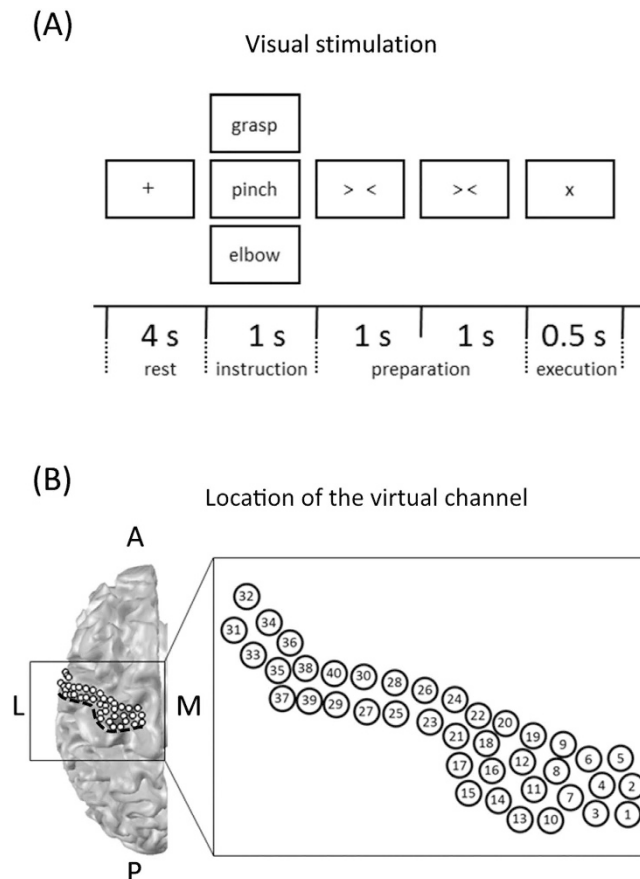 (A)
Visual stimulation
grasp
+ pinch > < > < x
elbow
4 s 1 s 1 s 1 s 0.5 s
rest instruction preparation execution
(B)
Location of the virtual channel
A
L
M
P
32
34
31
36
33
35 38 40 30 28 26 24
37 39 29 27 25 23 22 20
21 18 19 9
17 16 12 8 6 5
15 14 11 7 4 2
13 10 3 1